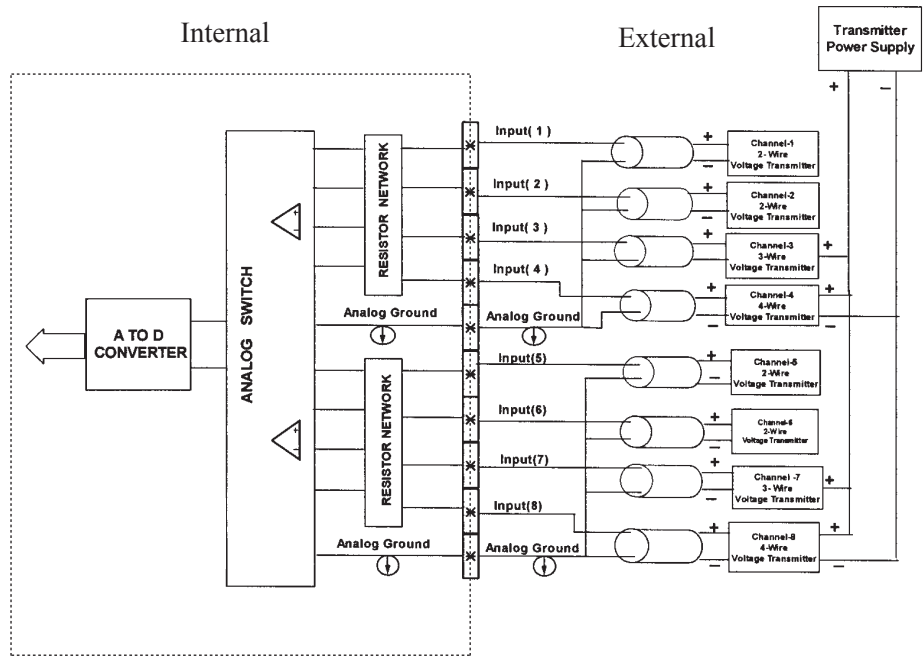 Internal
External
Transmitter
Power Supply
+
−
Input( 1 )
Input( 2 )
Input( 3 )
Input( 4 )
Analog Ground
Analog Ground
Input(5)
Input(6)
Input(7)
Input(8)
Analog Ground
Analog Ground
RESISTOR NETWORK
RESISTOR NETWORK
ANALOG SWITCH
A TO D
CONVERTER
+
−
Channel-1
2- Wire
Voltage Transmitter
+
−
Channel-2
2-Wire
Voltage Transmitter
+
−
Channel-3
3-Wire
Voltage Transmitter
+
+
−
Channel-4
4-Wire
Voltage Transmitter
+
−
+
−
Channel-5
2-Wire
Voltage Transmitter
+
−
Channel-6
2-Wire
Voltage Transmitter
+
−
Channel -7
3- Wire
Voltage Transmitter
+
+
−
Channel-8
4-Wire
Voltage Transmitter
+
−